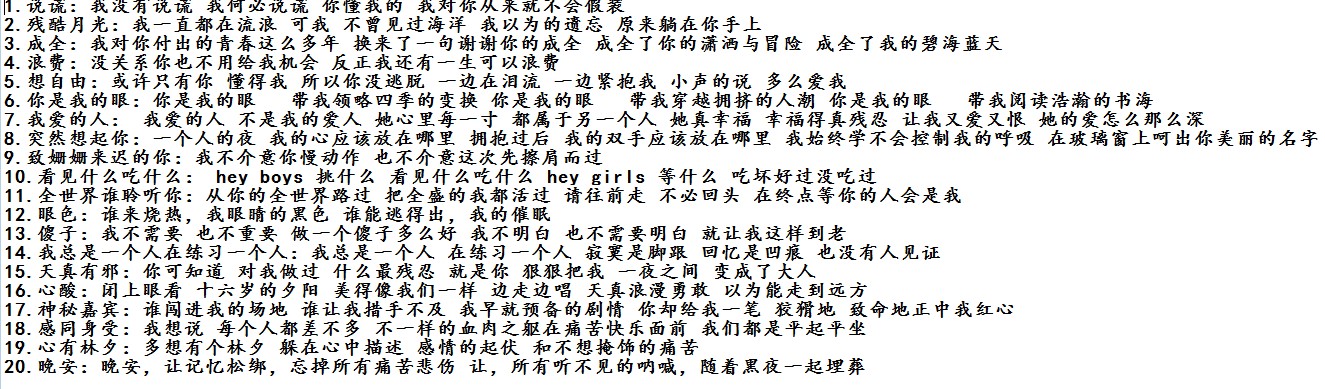 1.说谎：我没有说谎 我何必说谎 你懂我的 我对你从来就不会假装
2.残酷月光：我一直都在流浪 可我 不曾见过海洋 我以为的遗忘 原来躺在你手上
3.成全：我对你付出的青春这么多年 换来了一句谢谢你的成全 成全了你的潇洒与冒险 成全了我的碧海蓝天
4.浪费：没关系你也不用给我机会 反正我还有一生可以浪费
5.想自由：或许只有你 懂得我 所以你没逃脱 一边在泪流 一边紧抱我 小声的说 多么爱我
6.你是我的眼：你是我的眼 带我领略四季的变换 你是我的眼 带我穿越拥挤的人潮 你是我的眼 带我阅读浩瀚的书海
7.我爱的人： 我爱的人 不是我的爱人 她心里每一寸 都属于另一个人 她真幸福 幸福得真残忍 让我又爱又恨 她的爱怎么那么深
8.突然想起你：一个人的夜 我的心应该放在哪里 拥抱过后 我的双手应该放在哪里 我始终学不会控制我的呼吸 在玻璃窗上呵出你美丽的名字
9.致姗姗来迟的你：我不介意你慢动作 也不介意这次先擦肩而过
10.看见什么吃什么： hey boys 挑什么 看见什么吃什么 hey girls 等什么 吃坏好过没吃过
11.全世界谁聆听你：从你的全世界路过 把全盛的我都活过 请往前走 不必回头 在终点等你的人会是我
12.眼色：谁来烧热，我眼睛的黑色 谁能逃得出，我的催眠
13.傻子：我不需要 也不重要 做一个傻子多么好 我不明白 也不需要明白 就让我这样到老
14.我总是一个人在练习一个人：我总是一个人 在练习一个人 寂寞是脚跟 回忆是凹痕 也没有人见证
15.天真有邪：你可知道 对我做过 什么最残忍 就是你 狠狠把我 一夜之间 变成了大人
16.心酸：闭上眼看 十六岁的夕阳 美得像我们一样 边走边唱 天真浪漫勇敢 以为能走到远方
17.神秘嘉宾：谁闯进我的场地 谁让我措手不及 我早就预备的剧情 你却给我一笔 狡猾地 致命地正中我红心
18.感同身受：我想说 每个人都差不多 不一样的血肉之躯在痛苦快乐面前 我们都是平起平坐
19.心有林夕：多想有个林夕 躲在心中描述 感情的起伏 和不想掩饰的痛苦
20.晚安：晚安，让记忆松绑，忘掉所有痛苦悲伤 让，所有听不见的呐喊，随着黑夜一起埋葬